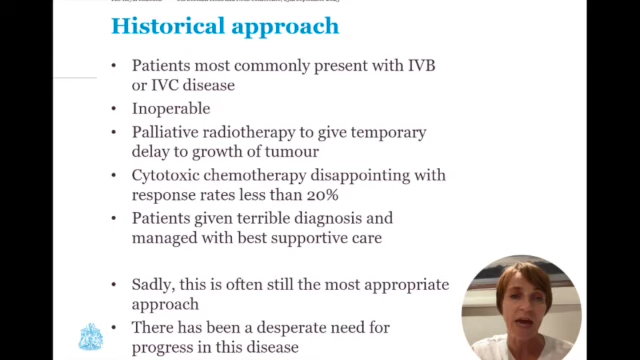 Historical approach
• Patients most commonly present with IVB
or IVC disease
• Inoperable
• Palliative radiotherapy to give temporary
delay to growth of tumour
• Cytotoxic chemotherapy disappointing with
response rates less than 20%
• Patients given terrible diagnosis and
managed with best supportive care
• Sadly, this is often still the most appropriate
approach
• There has been a desperate need for
progress in this disease